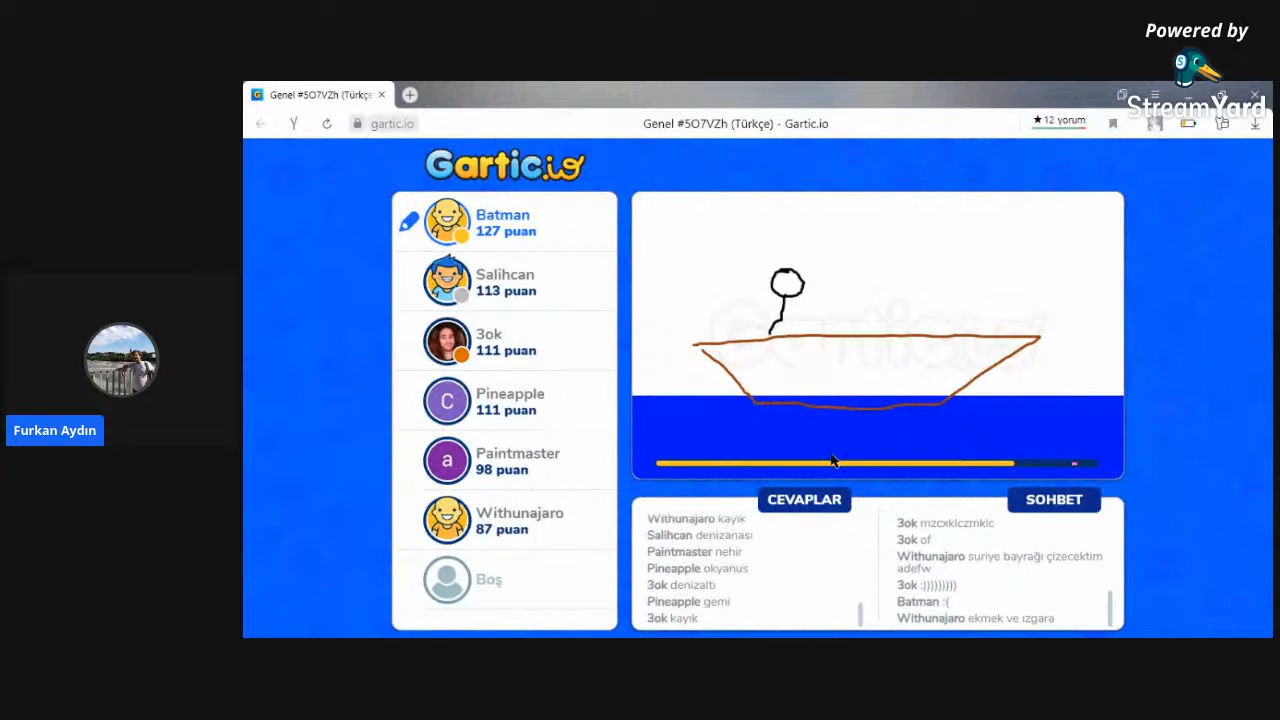 Powered by
StreamYard
Genel #5O7VZh (Türkçe
gartic.io
Genel #5O7VZh (Türkçe) - Gartic.io
12 yorum
Gartic.io
Batman
127 puan
Salihcan
113 puan
3ok
111 puan
C
Pineapple
111 puan
a
Paintmaster
98 puan
Withunajaro
87 puan
Boş
Furkan Aydın
CEVAPLAR
Withunajaro kayık
Salihcan denizanası
Paintmaster nehir
Pineapple okyanus
3ok denizaltı
Pineapple gemi
3ok kayık
SOHBET
3ok mzcxklczmklc
3ok of
Withunajaro suriye bayrağı çizecektim
adefw
3ok :)))))))))
Batman :(
Withunajaro ekmek ve ızgara